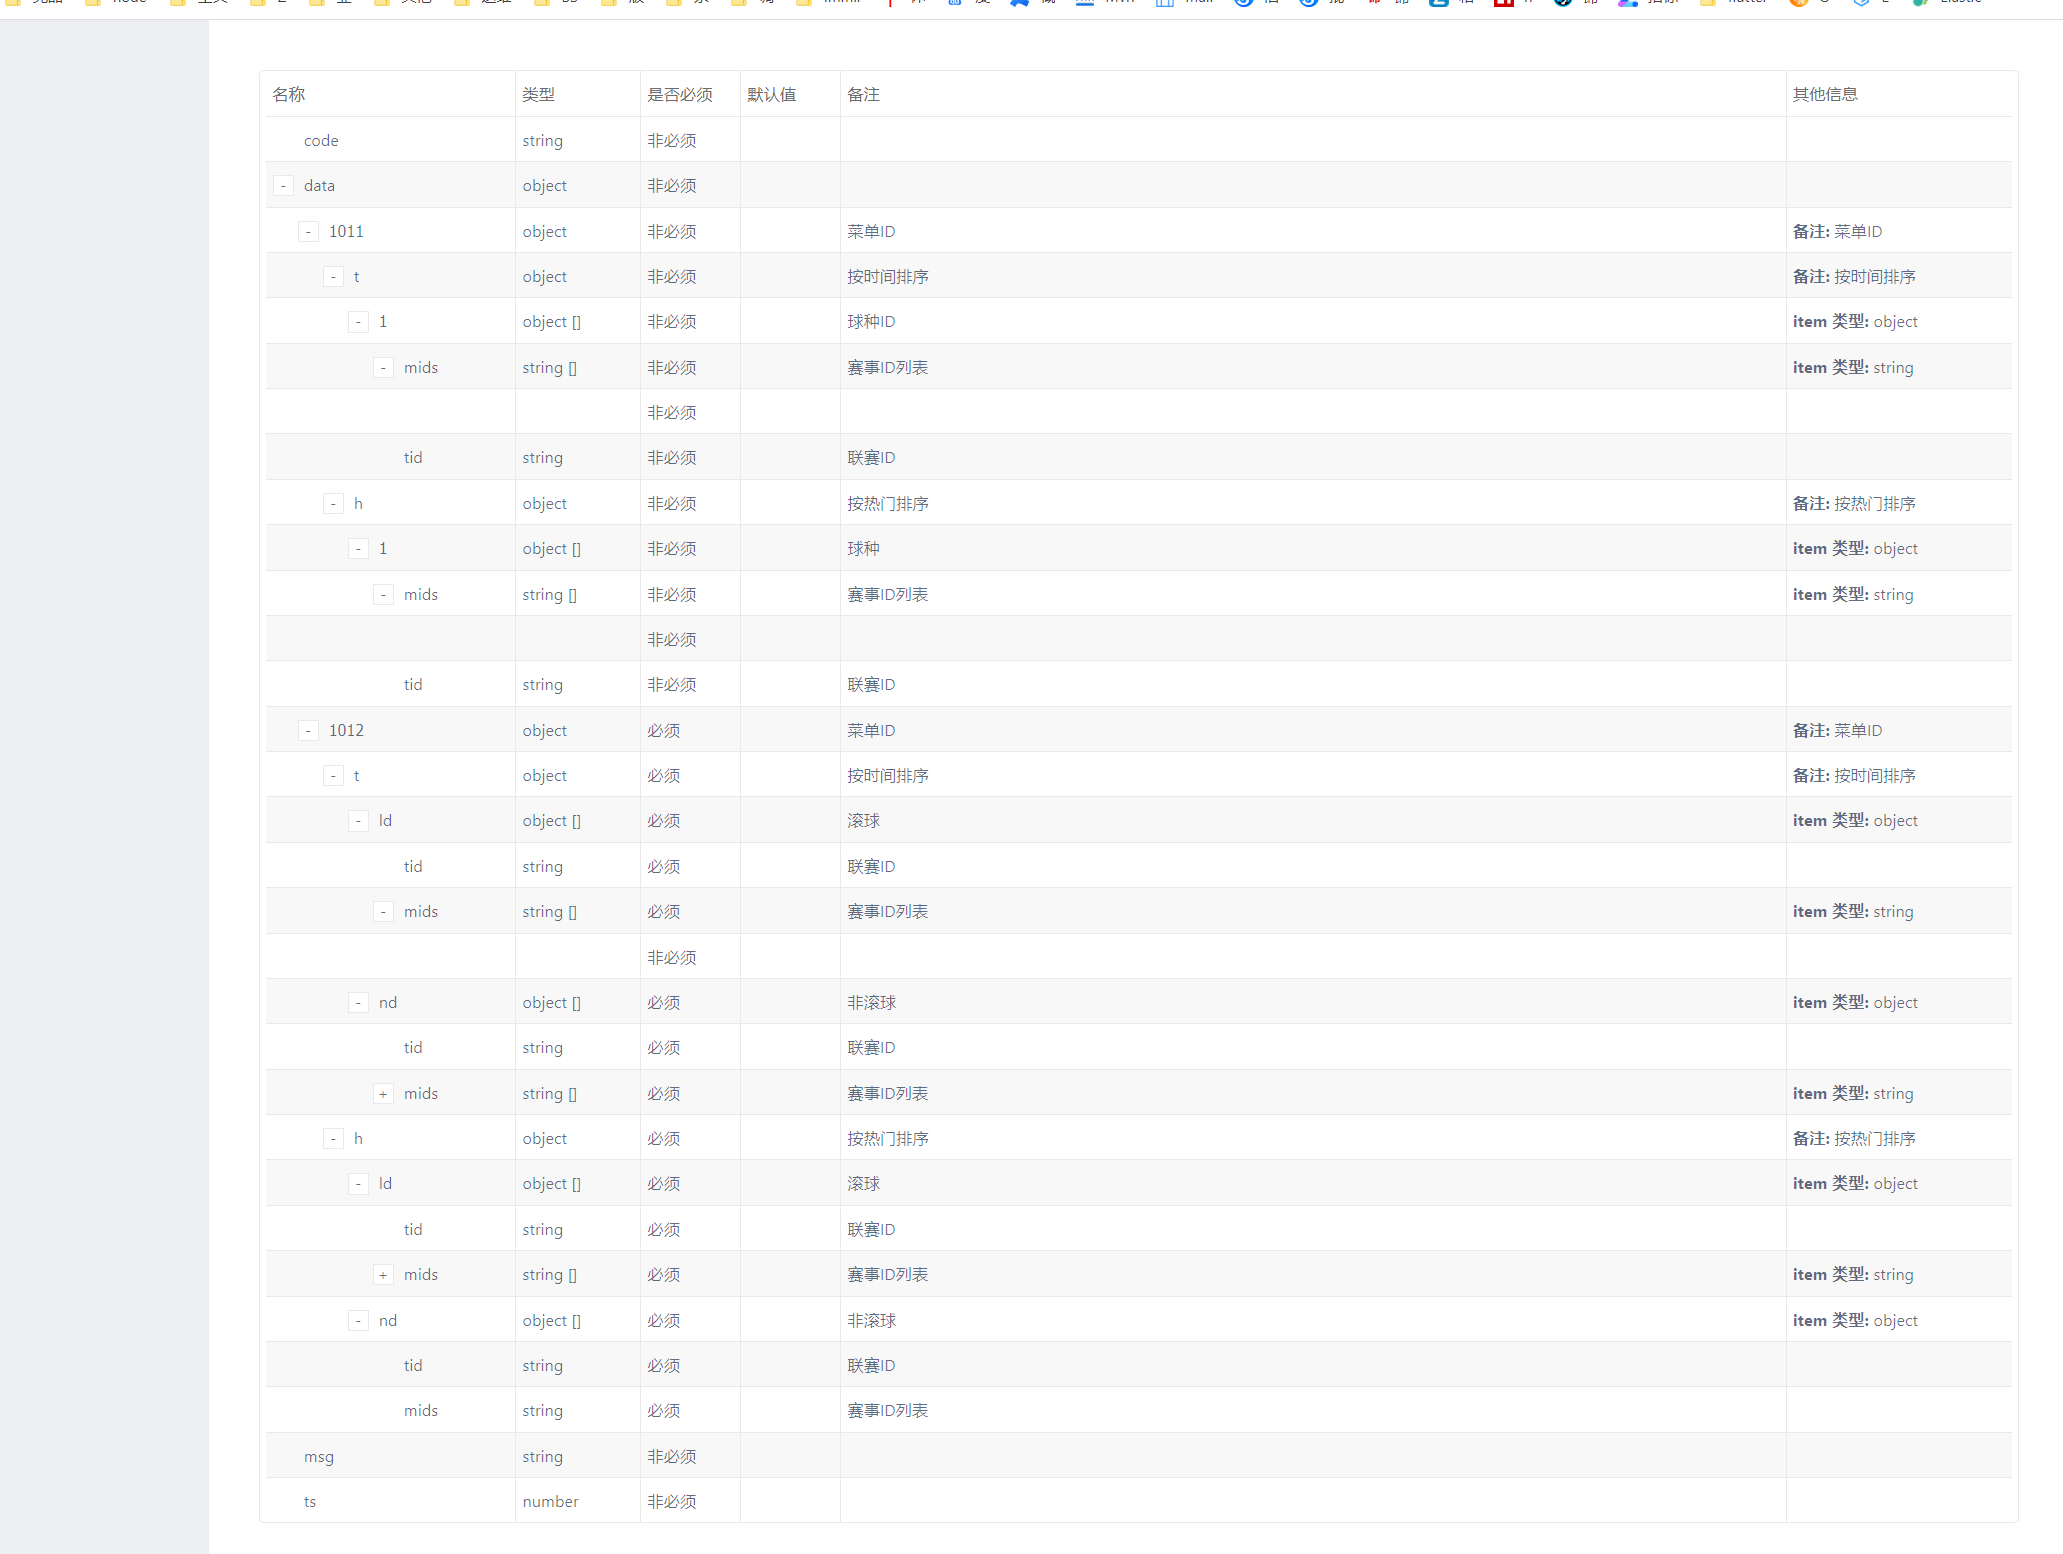 名称 类型 是否必须 默认值 备注 其他信息
code string 非必须
- data object 非必须
- 1011 object 非必须 菜单ID 备注: 菜单ID
- t object 非必须 按时间排序 备注: 按时间排序
- 1 object [] 非必须 球种ID item 类型: object
- mids string [] 非必须 赛事ID列表 item 类型: string
非必须
tid string 非必须 联赛ID
- h object 非必须 按热门排序 备注: 按热门排序
- 1 object [] 非必须 球种 item 类型: object
- mids string [] 非必须 赛事ID列表 item 类型: string
非必须
tid string 非必须 联赛ID
- 1012 object 必须 菜单ID 备注: 菜单ID
- t object 必须 按时间排序 备注: 按时间排序
- ld object [] 必须 滚球 item 类型: object
tid string 必须 联赛ID
- mids string [] 必须 赛事ID列表 item 类型: string
非必须
- nd object [] 必须 非滚球 item 类型: object
tid string 必须 联赛ID
+ mids string [] 必须 赛事ID列表 item 类型: string
- h object 必须 按热门排序 备注: 按热门排序
- ld object [] 必须 滚球 item 类型: object
tid string 必须 联赛ID
+ mids string [] 必须 赛事ID列表 item 类型: string
- nd object [] 必须 非滚球 item 类型: object
tid string 必须 联赛ID
mids string 必须 赛事ID列表
msg string 非必须
ts number 非必须